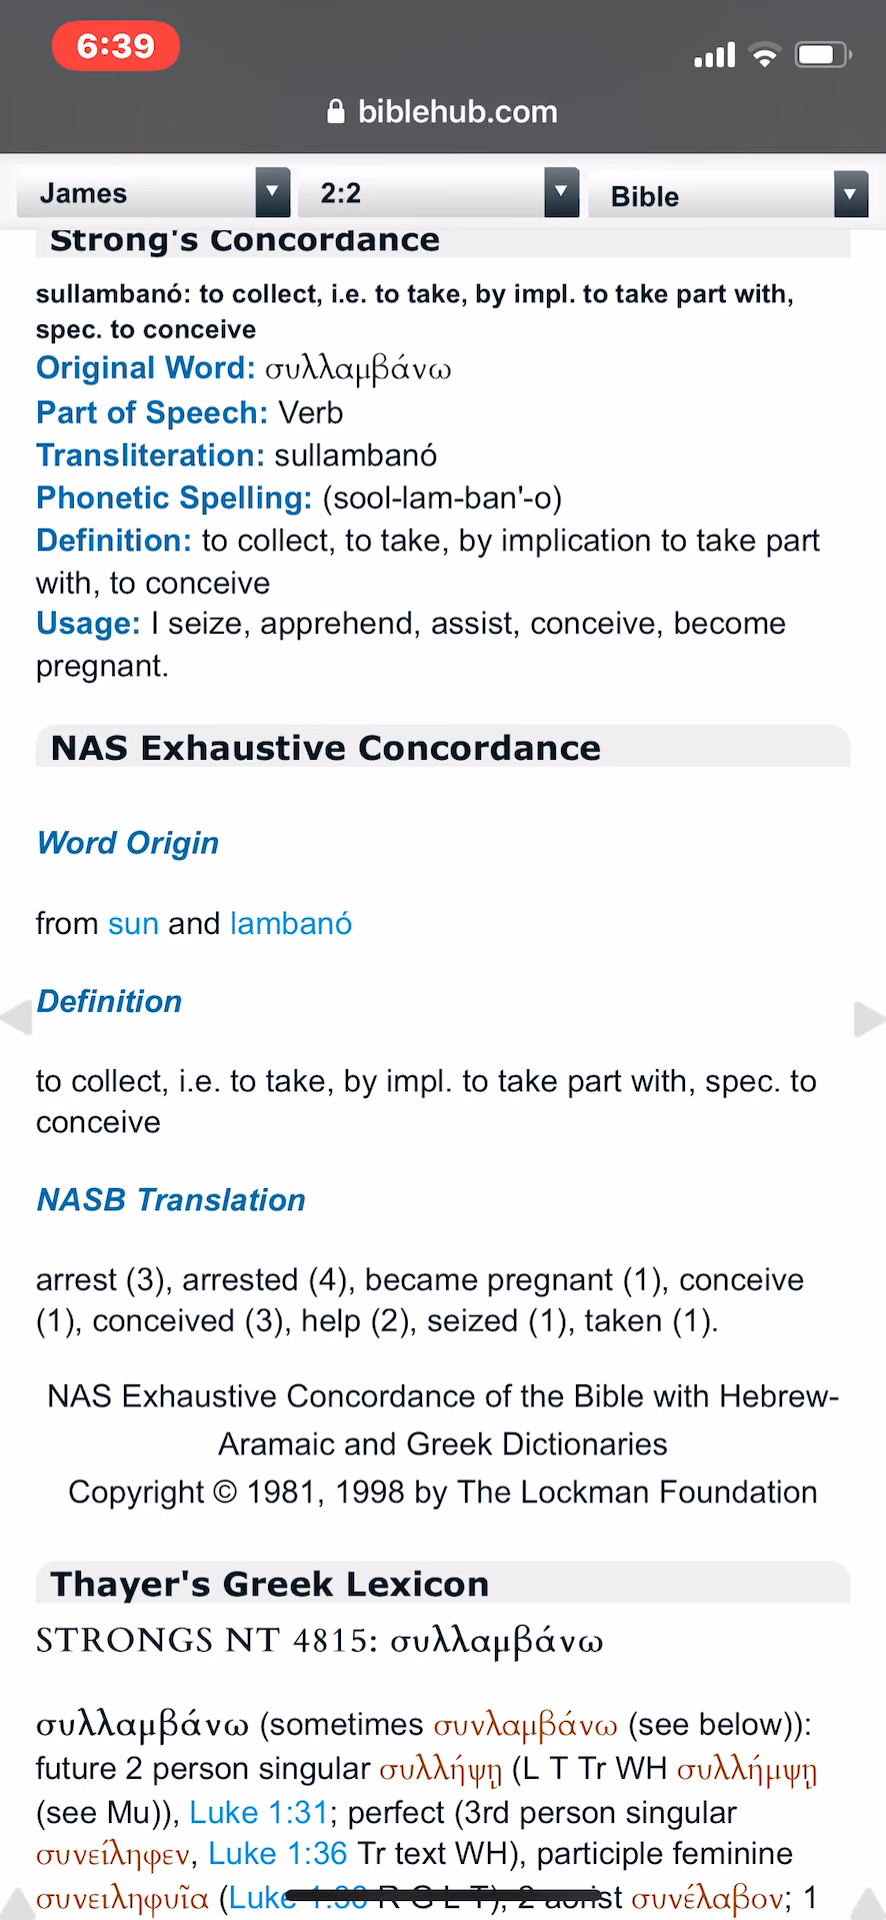 6:39
biblehub.com
James 2:2 Bible
Strong's Concordance
sullambanó: to collect, i.e. to take, by impl. to take part with,
spec. to conceive
Original Word: συλλαμβάνω
Part of Speech: Verb
Transliteration: sullambanó
Phonetic Spelling: (sool-lam-ban'-o)
Definition: to collect, to take, by implication to take part
with, to conceive
Usage: I seize, apprehend, assist, conceive, become
pregnant.
NAS Exhaustive Concordance
Word Origin
from sun and lambanó
Definition
to collect, i.e. to take, by impl. to take part with, spec. to
conceive
NASB Translation
arrest (3), arrested (4), became pregnant (1), conceive
(1), conceived (3), help (2), seized (1), taken (1).
NAS Exhaustive Concordance of the Bible with Hebrew-
Aramaic and Greek Dictionaries
Copyright © 1981, 1998 by The Lockman Foundation
Thayer's Greek Lexicon
STRONGS NT 4815: συλλαμβάνω
συλλαμβάνω (sometimes συνλαμβάνω (see below)):
future 2 person singular συλλήψῃ (L T Tr WH συλλήμψῃ
(see Mu)), Luke 1:31; perfect (3rd person singular
συνείληφεν, Luke 1:36 Tr text WH), participle feminine
συνειληφυῖα (Luke 1:36 R G L T), 2 aorist συνέλαβον; 1